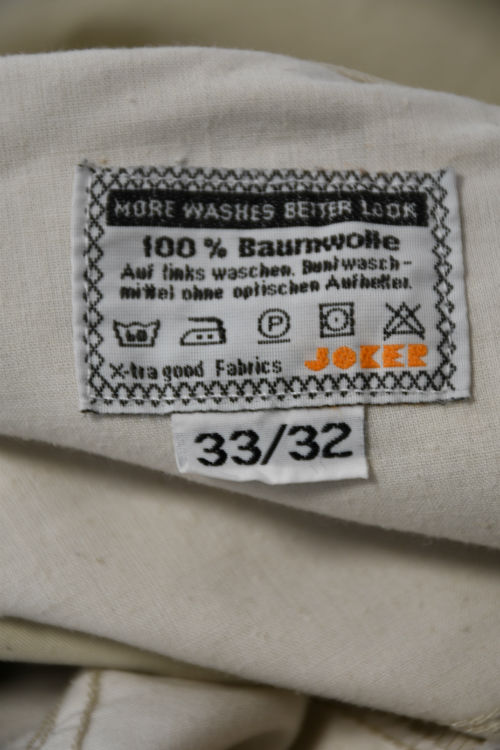 MORE WASHES BETTER LOOK
100 % Baumwolle
Auf links waschen. Buntwasch-
mittel ohne optischen Aufheller.
60 P
X-tra good Fabrics JOKER
33/32